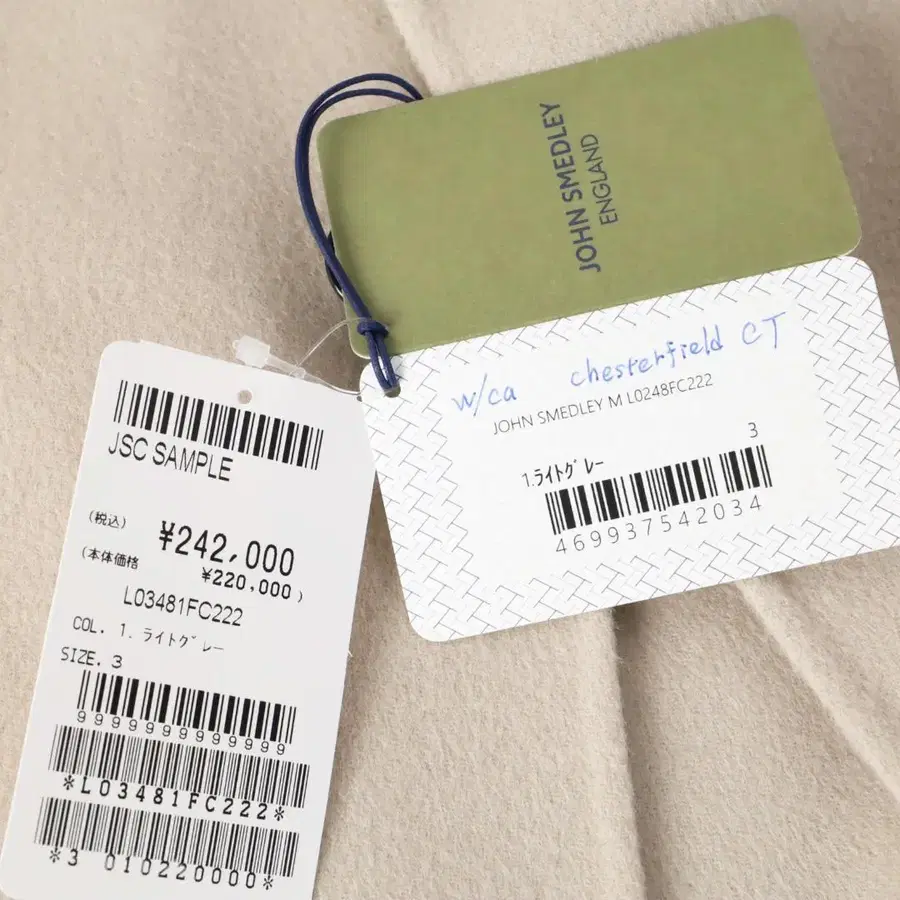 JOHN SMEDLEY
ENGLAND
w/ca chesterfield CT
JOHN SMEDLEY M L0248FC222
3
1.ライトグレー
469937542034
JSC SAMPLE
(税込) ¥242,000
(本体価格 ¥220,000)
L03481FC222
COL. 1. ライトグレー
SIZE. 3
9999999999999
*L03481FC222*
*3 010220000*